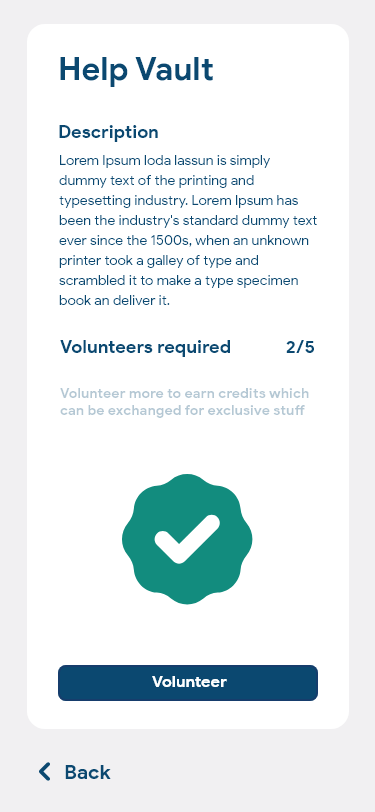 Help Vault
Description
Lorem Ipsum Ioda Iassun is simply
dummy text of the printing and
typesetting industry. Lorem Ipsum has
been the industry's standard dummy text
ever since the 1500s, when an unknown
printer took a galley of type and
scrambled it to make a type specimen
book an deliver it.
Volunteers required 2/5
Volunteer more to earn credits which
can be exchanged for exclusive stuff
Volunteer
Back